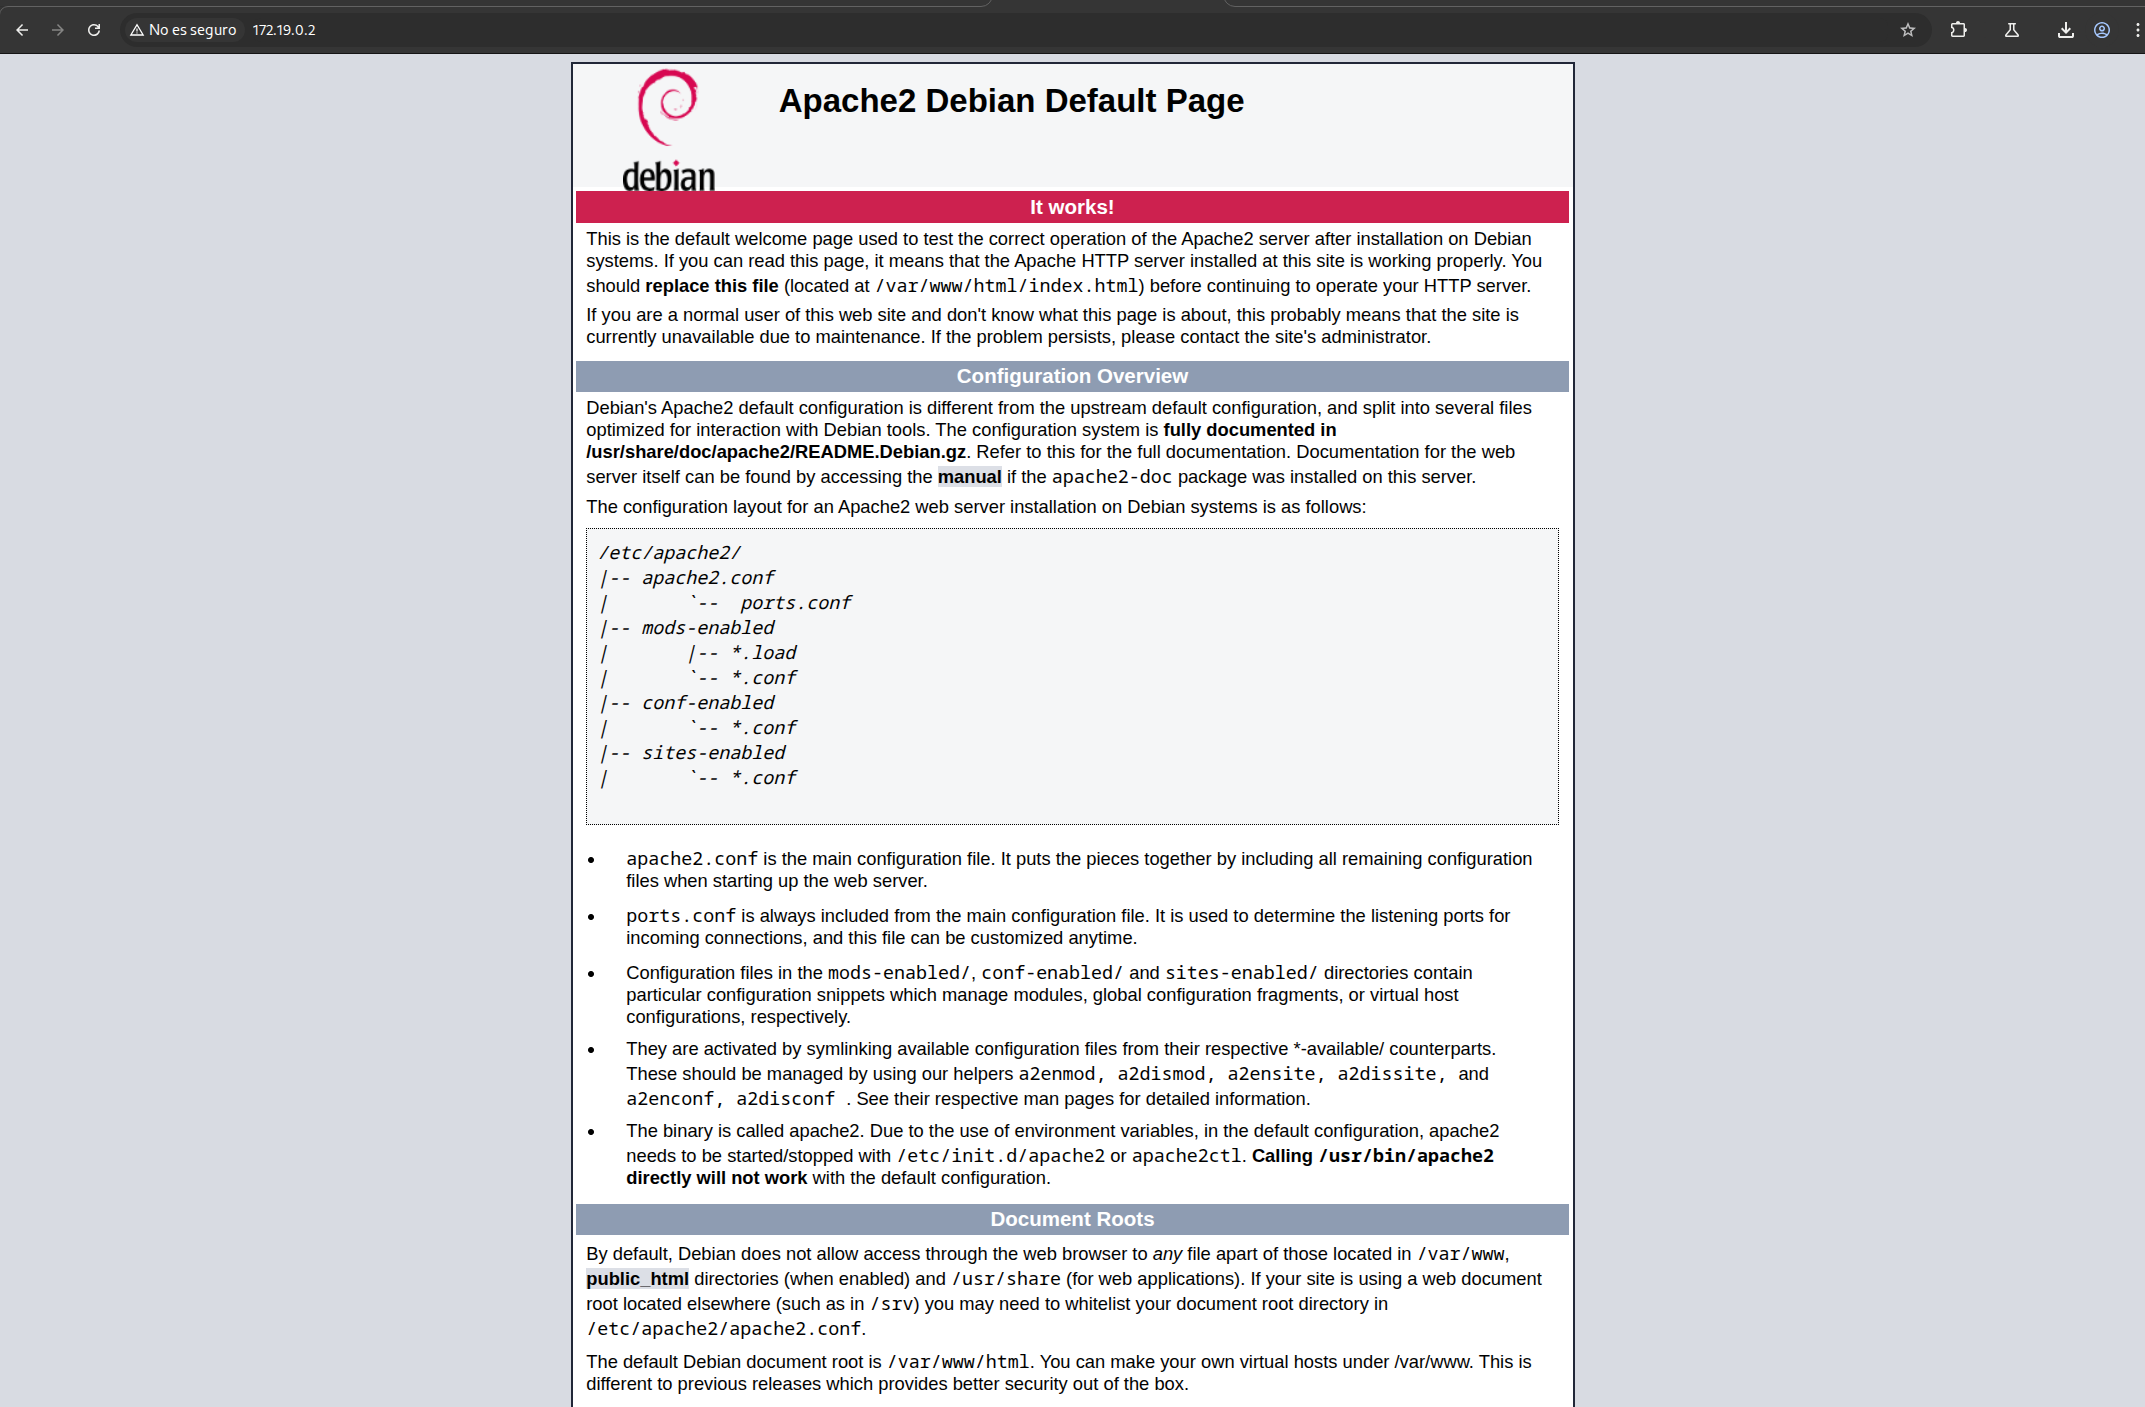 No es seguro 172.19.0.2
debian
Apache2 Debian Default Page
It works!
This is the default welcome page used to test the correct operation of the Apache2 server after installation on Debian
systems. If you can read this page, it means that the Apache HTTP server installed at this site is working properly. You
should replace this file (located at /var/www/html/index.html) before continuing to operate your HTTP server.
If you are a normal user of this web site and don't know what this page is about, this probably means that the site is
currently unavailable due to maintenance. If the problem persists, please contact the site's administrator.
Configuration Overview
Debian's Apache2 default configuration is different from the upstream default configuration, and split into several files
optimized for interaction with Debian tools. The configuration system is fully documented in
/usr/share/doc/apache2/README.Debian.gz. Refer to this for the full documentation. Documentation for the web
server itself can be found by accessing the manual if the apache2-doc package was installed on this server.
The configuration layout for an Apache2 web server installation on Debian systems is as follows:
/etc/apache2/
|-- apache2.conf
|       `--  ports.conf
|-- mods-enabled
|       |-- *.load
|       `-- *.conf
|-- conf-enabled
|       `-- *.conf
|-- sites-enabled
|       `-- *.conf
• apache2.conf is the main configuration file. It puts the pieces together by including all remaining configuration
files when starting up the web server.
• ports.conf is always included from the main configuration file. It is used to determine the listening ports for
incoming connections, and this file can be customized anytime.
• Configuration files in the mods-enabled/, conf-enabled/ and sites-enabled/ directories contain
particular configuration snippets which manage modules, global configuration fragments, or virtual host
configurations, respectively.
• They are activated by symlinking available configuration files from their respective *-available/ counterparts.
These should be managed by using our helpers a2enmod, a2dismod, a2ensite, a2dissite, and
a2enconf, a2disconf . See their respective man pages for detailed information.
• The binary is called apache2. Due to the use of environment variables, in the default configuration, apache2
needs to be started/stopped with /etc/init.d/apache2 or apache2ctl. Calling /usr/bin/apache2
directly will not work with the default configuration.
Document Roots
By default, Debian does not allow access through the web browser to any file apart of those located in /var/www,
public_html directories (when enabled) and /usr/share (for web applications). If your site is using a web document
root located elsewhere (such as in /srv) you may need to whitelist your document root directory in
/etc/apache2/apache2.conf.
The default Debian document root is /var/www/html. You can make your own virtual hosts under /var/www. This is
different to previous releases which provides better security out of the box.